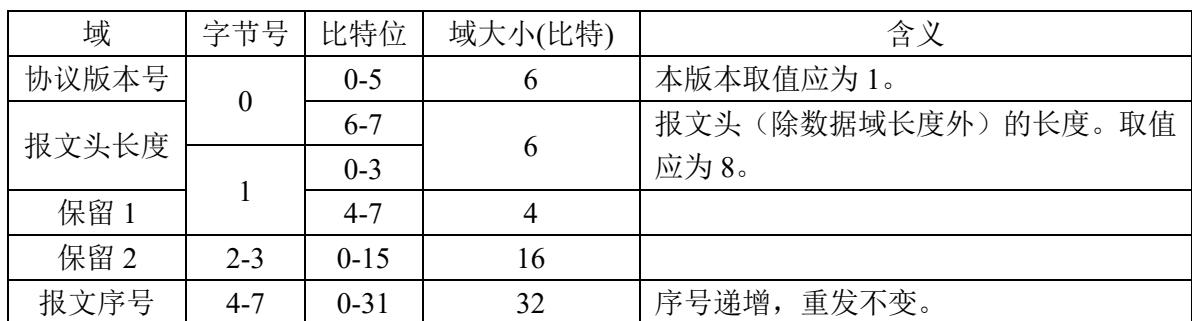 域 字节号 比特位 域大小(比特) 含义
协议版本号 0 0-5 6 本版本取值应为 1。
报文头长度 6-7 6 报文头（除数据域长度外）的长度。取值
1 0-3 应为 8。
保留 1 4-7 4
保留 2 2-3 0-15 16
报文序号 4-7 0-31 32 序号递增，重发不变。